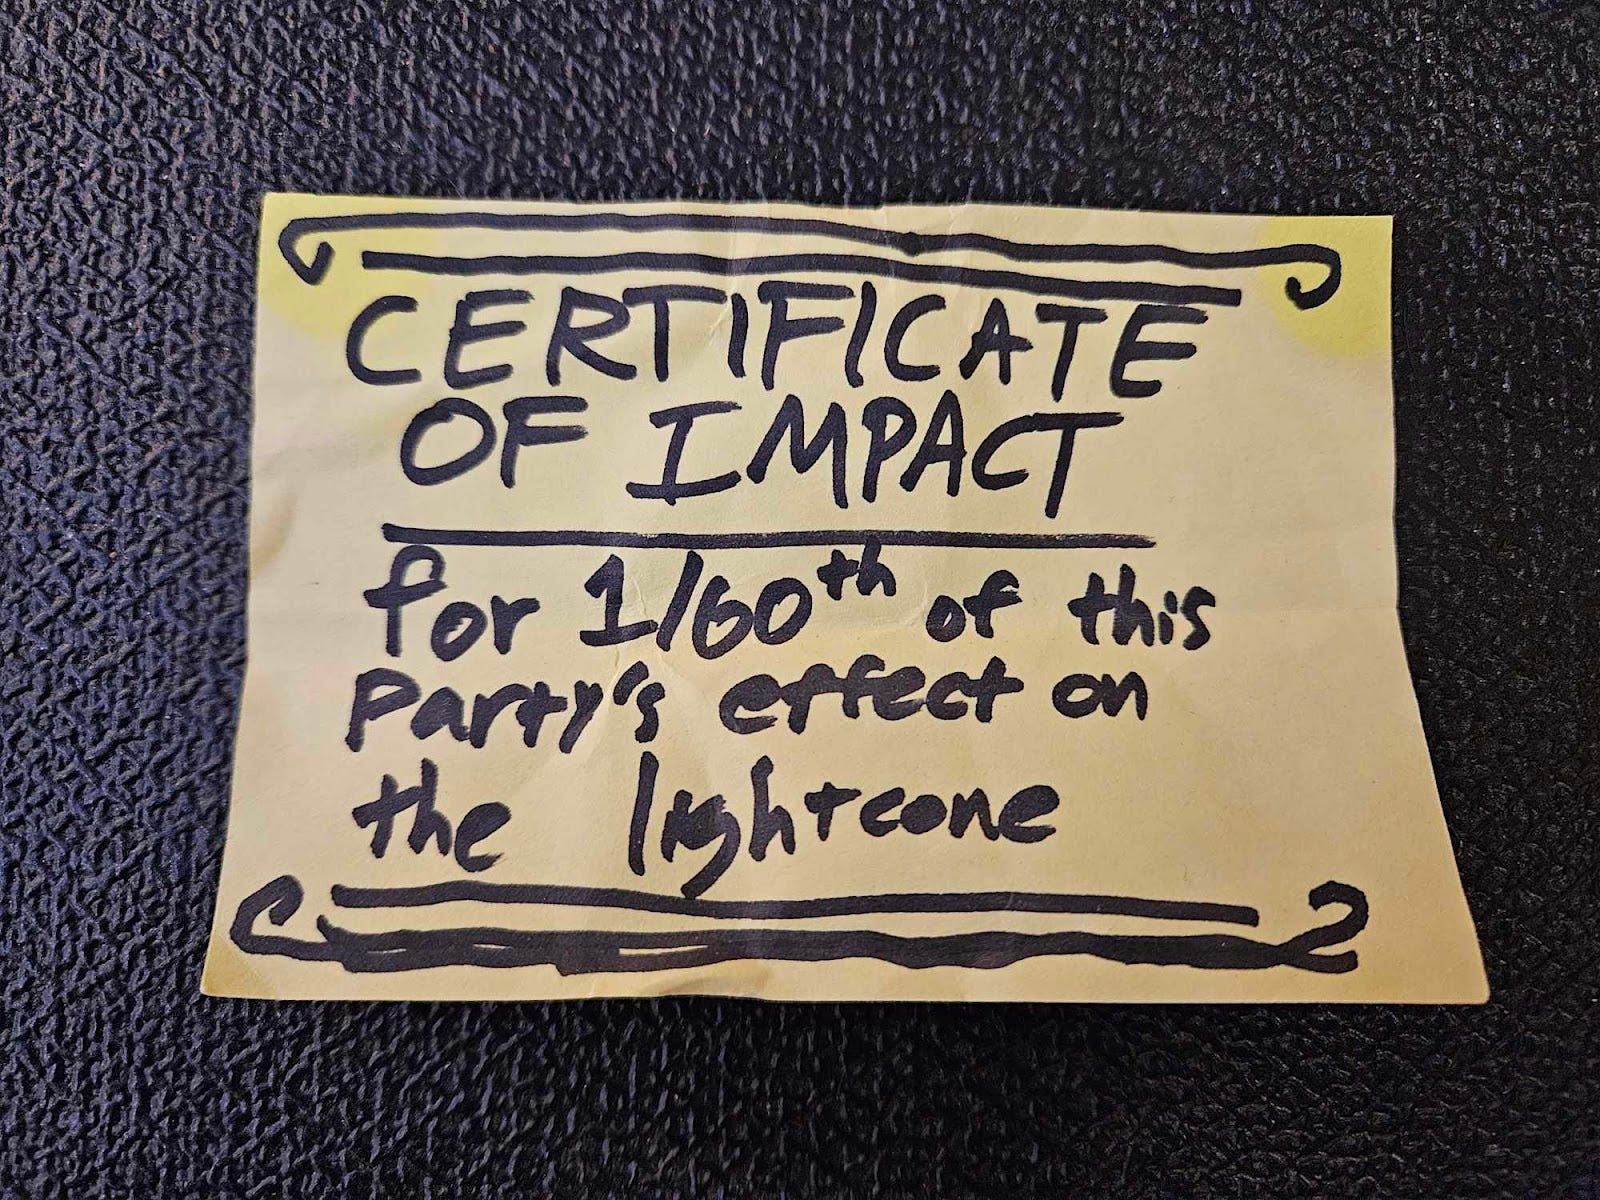 CERTIFICATE
OF IMPACT
for 1/60th of this
party's effect on
the lightcone